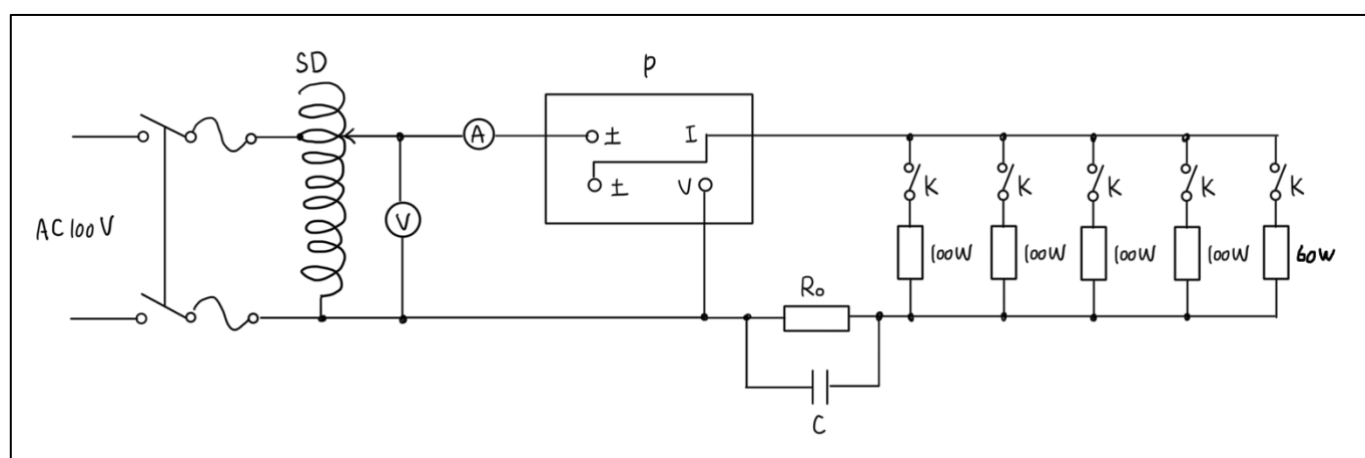 SD
P
A
± I
± V
V
AC100V
K K K K K
100W 100W 100W 100W 60W
R₀
C